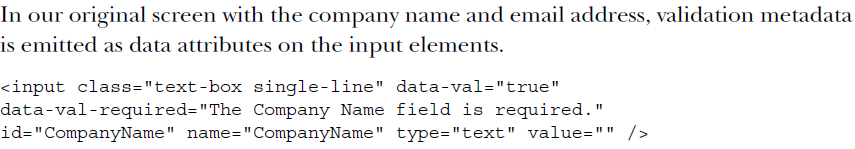 In our original screen with the company name and email address, validation metadata
is emitted as data attributes on the input elements.
<input class="text-box single-line" data-val="true"
data-val-required="The Company Name field is required."
id="CompanyName" name="CompanyName" type="text" value="" />